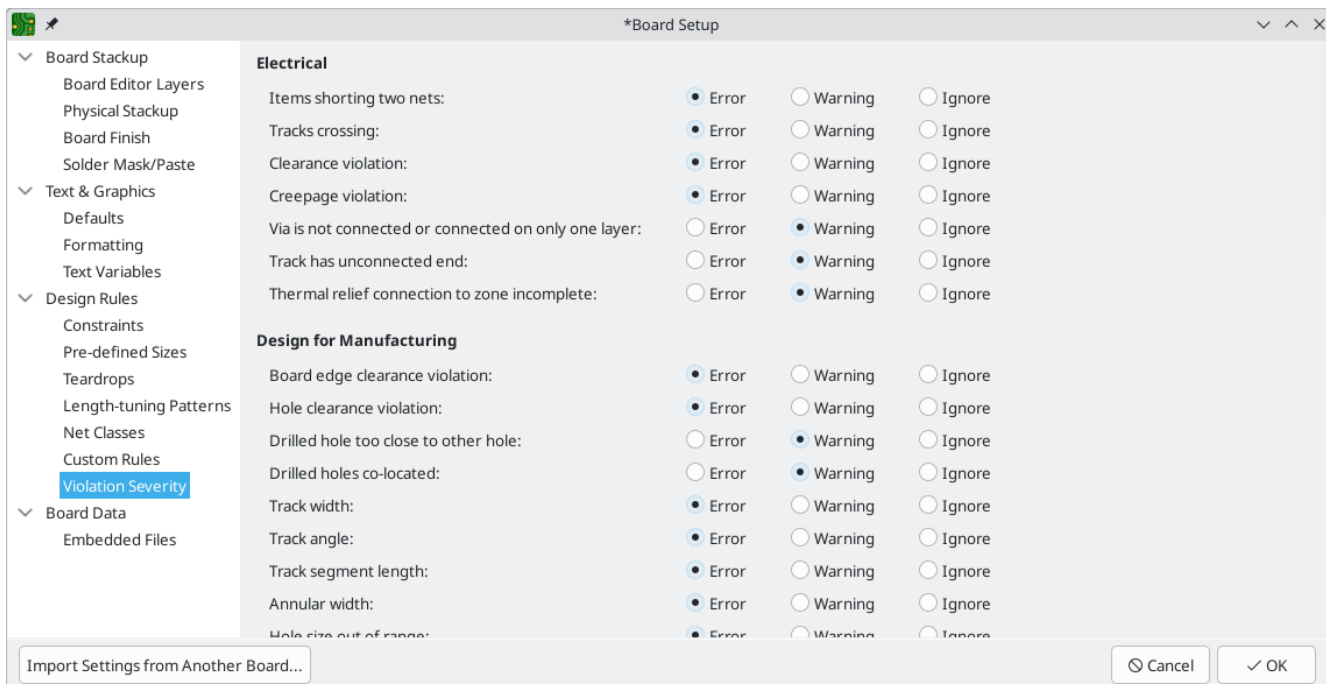 *Board Setup
Board Stackup
Board Editor Layers
Physical Stackup
Board Finish
Solder Mask/Paste
Text & Graphics
Defaults
Formatting
Text Variables
Design Rules
Constraints
Pre-defined Sizes
Teardrops
Length-tuning Patterns
Net Classes
Custom Rules
Violation Severity
Board Data
Embedded Files
Electrical
Items shorting two nets: Error Warning Ignore
Tracks crossing: Error Warning Ignore
Clearance violation: Error Warning Ignore
Creepage violation: Error Warning Ignore
Via is not connected or connected on only one layer: Error Warning Ignore
Track has unconnected end: Error Warning Ignore
Thermal relief connection to zone incomplete: Error Warning Ignore
Design for Manufacturing
Board edge clearance violation: Error Warning Ignore
Hole clearance violation: Error Warning Ignore
Drilled hole too close to other hole: Error Warning Ignore
Drilled holes co-located: Error Warning Ignore
Track width: Error Warning Ignore
Track angle: Error Warning Ignore
Track segment length: Error Warning Ignore
Annular width: Error Warning Ignore
Hole size out of range: Error Warning Ignore
Import Settings from Another Board... Cancel OK